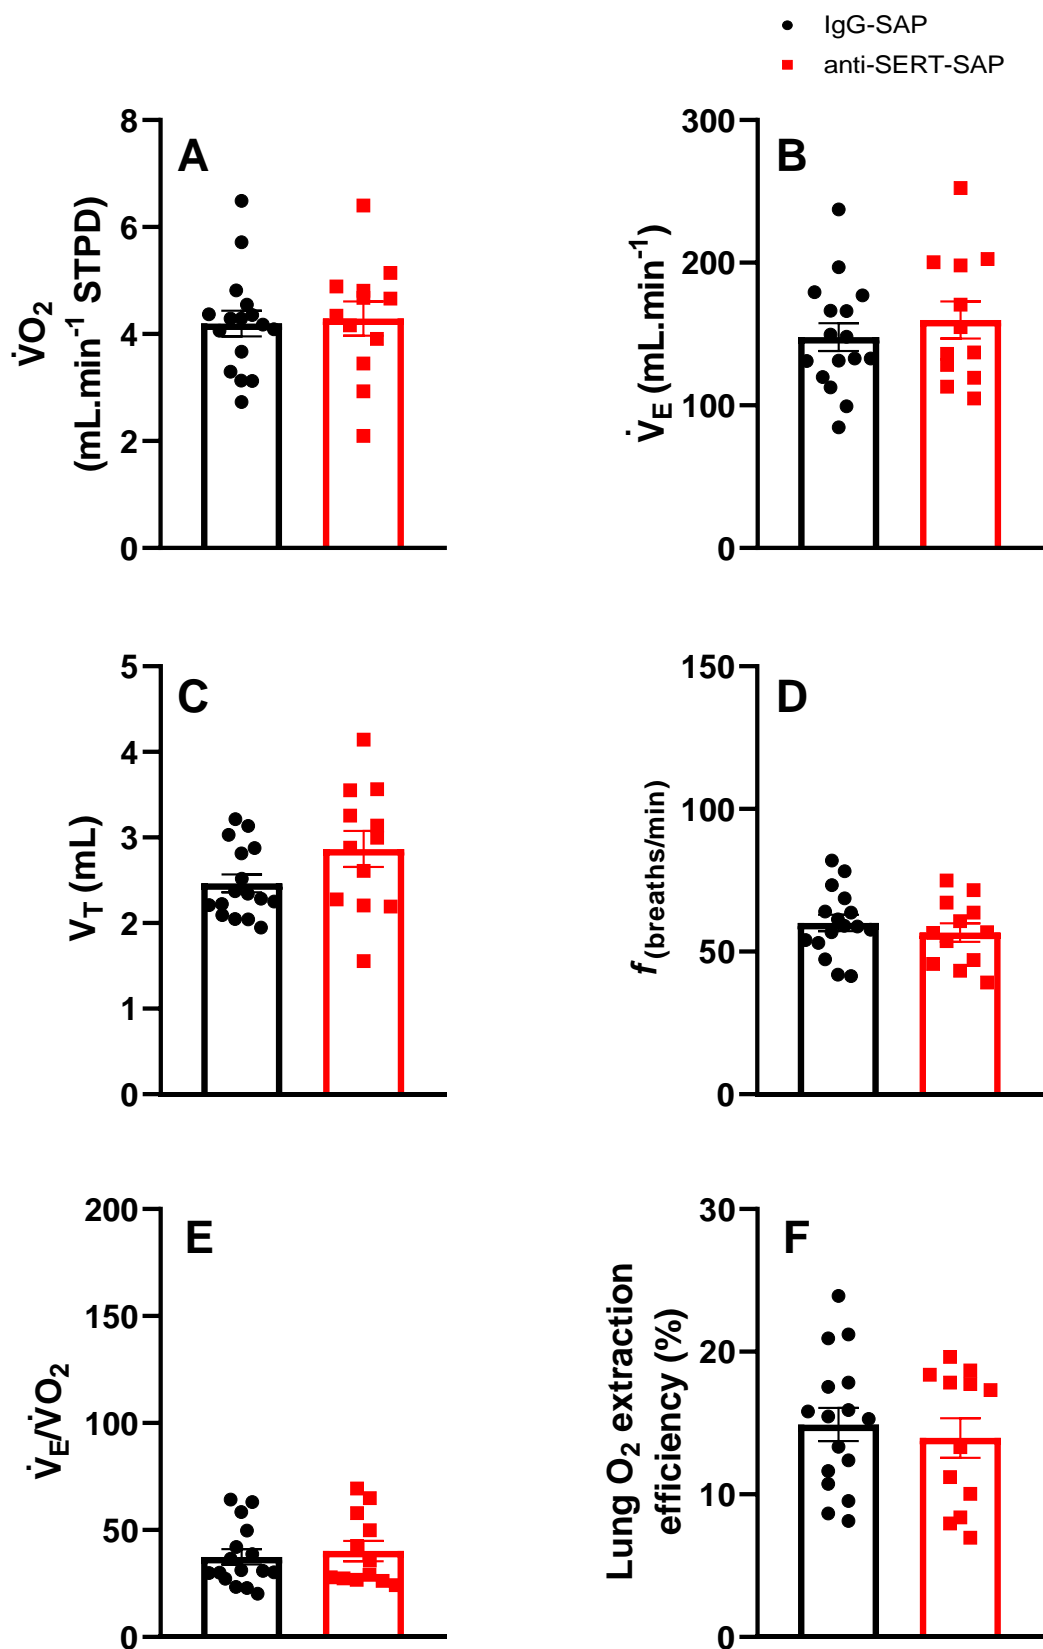 IgG-SAP
anti-SERT-SAP
A
V̇O₂
(mL.min⁻¹ STPD)
8
6
4
2
0
B
V̇E (mL.min⁻¹)
300
200
100
0
C
VT (mL)
5
4
3
2
1
0
D
f (breaths/min)
150
100
50
0
E
V̇E/V̇O₂
200
150
100
50
0
F
Lung O₂ extraction
efficiency (%)
30
20
10
0